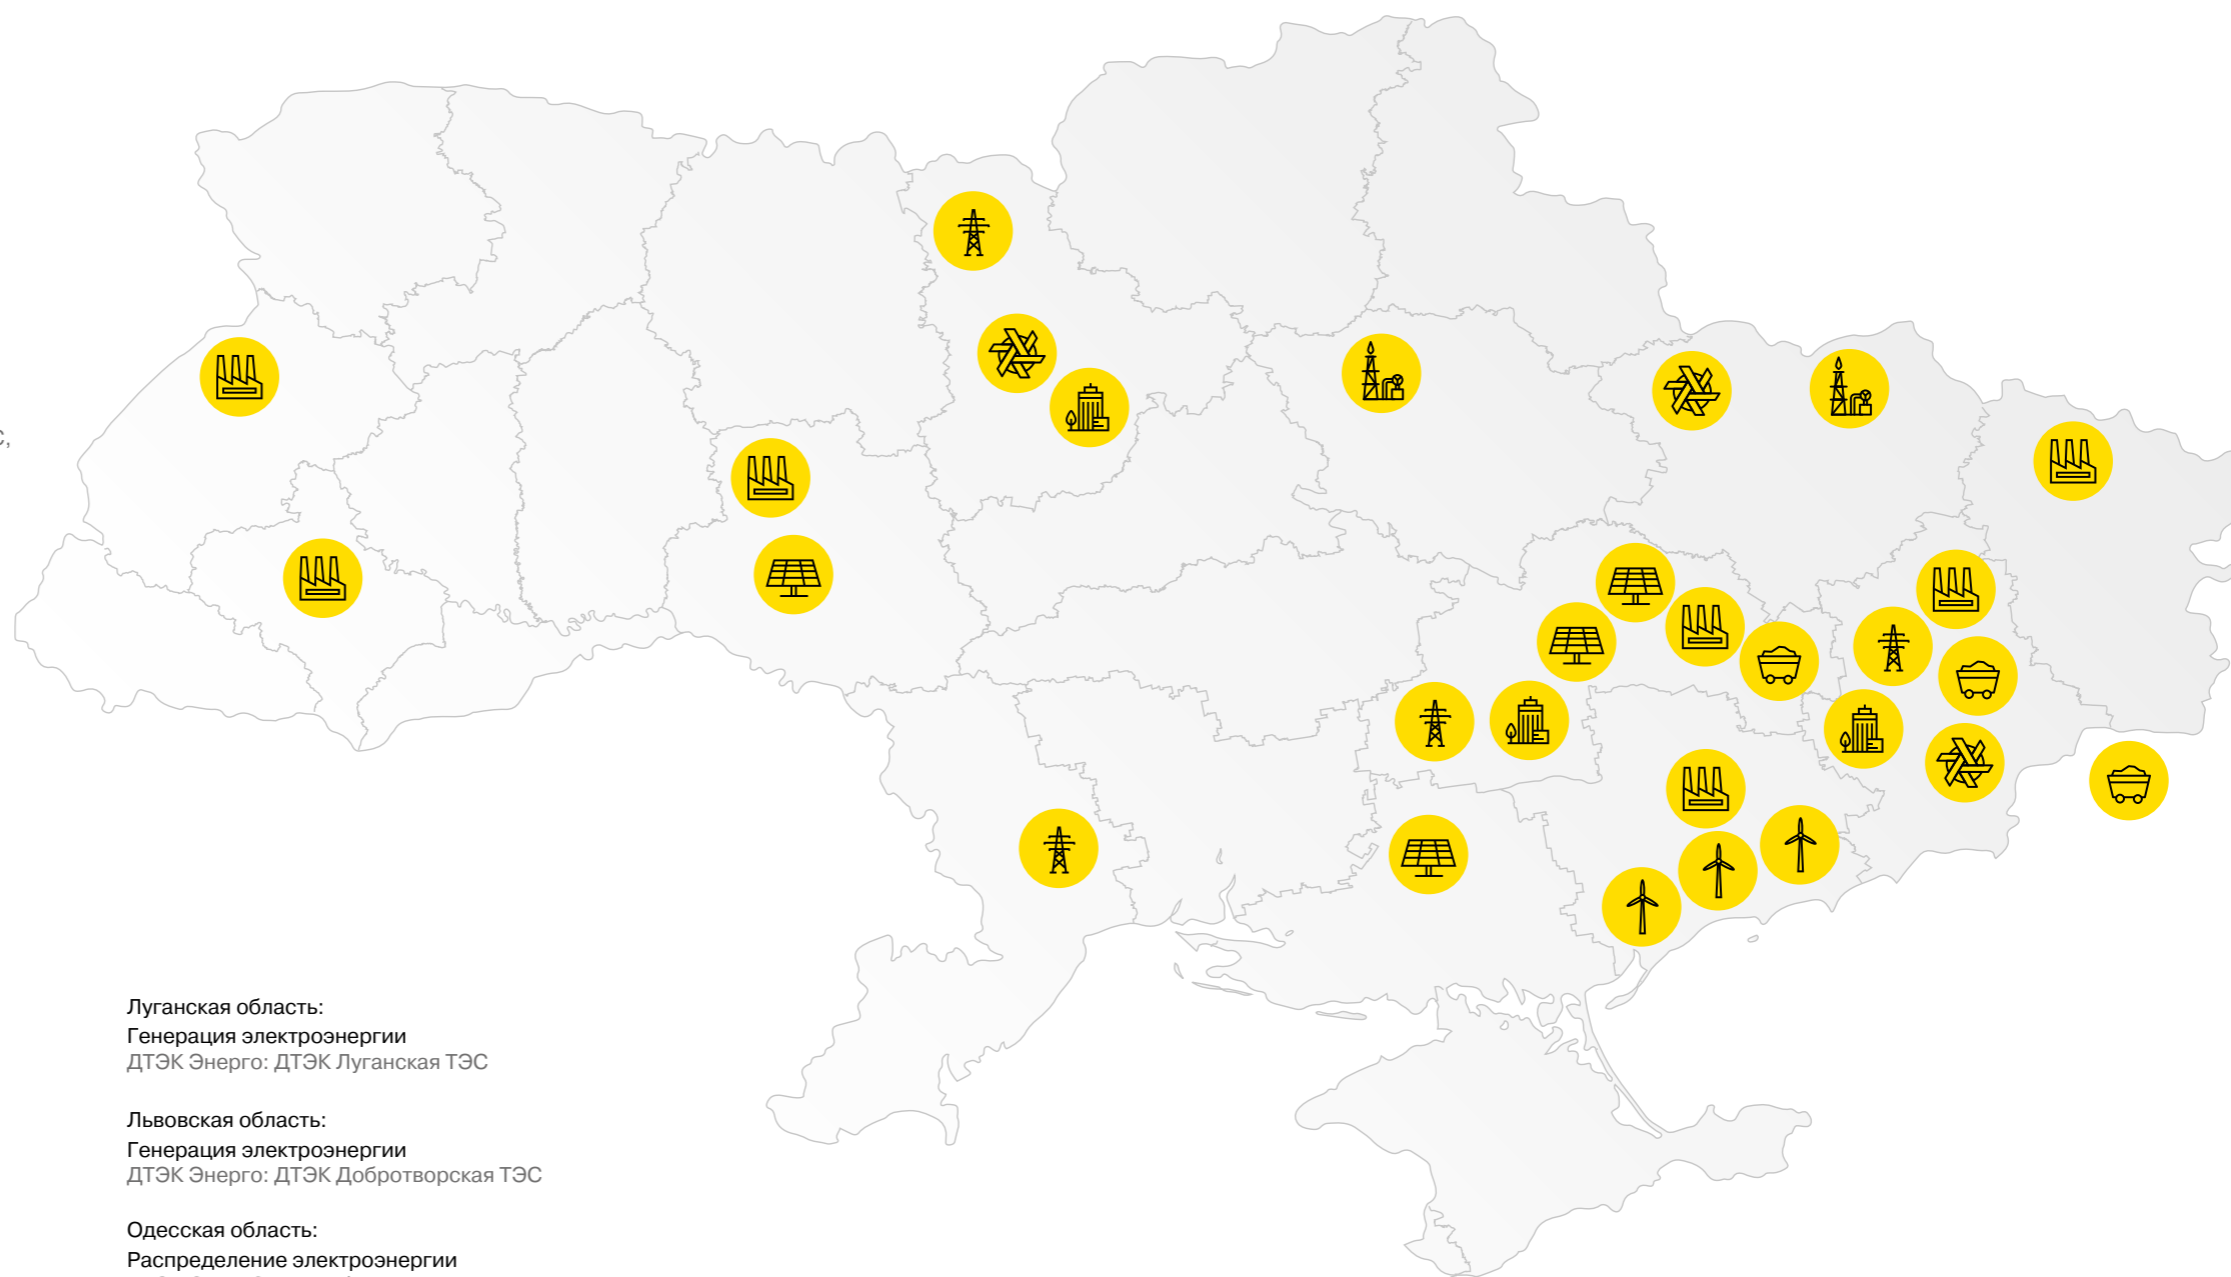 С,
Луганская область:
Генерация электроэнергии
ДТЭК Энерго: ДТЭК Луганская ТЭС
Львовская область:
Генерация электроэнергии
ДТЭК Энерго: ДТЭК Добротворская ТЭС
Одесская область:
Распределение электроэнергии